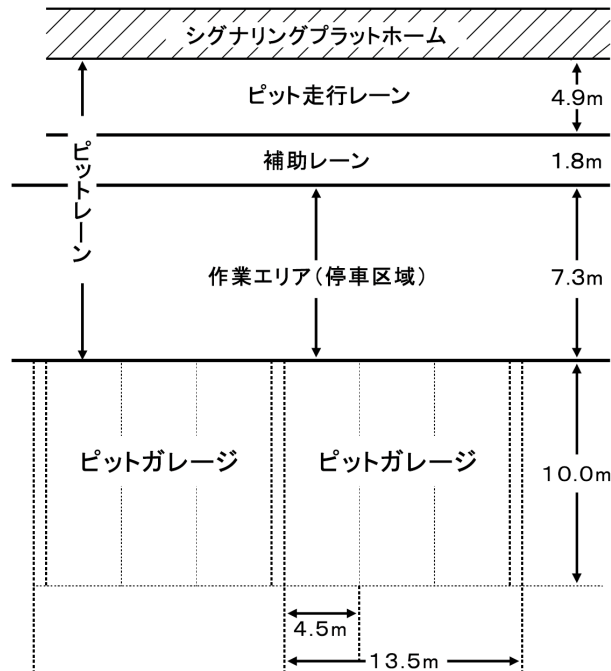 シグナリングプラットホーム
ピット走行レーン
4.9m
補助レーン
1.8m
ピットレーン
作業エリア(停車区域)
7.3m
ピットガレージ
ピットガレージ
10.0m
4.5m
13.5m